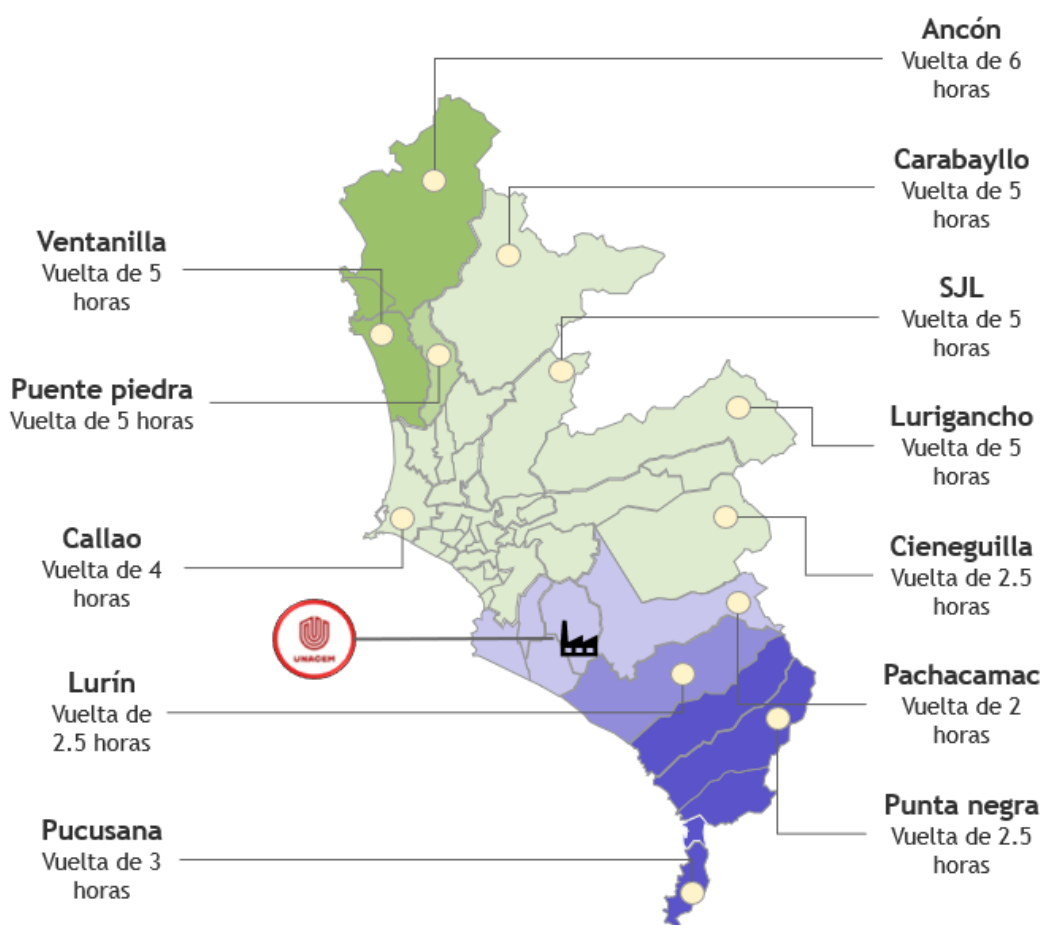 Ancón
Vuelta de 6
horas
Carabayllo
Vuelta de 5
horas
Ventanilla
Vuelta de 5
horas
SJL
Vuelta de 5
horas
Puente piedra
Vuelta de 5 horas
Lurigancho
Vuelta de 5
horas
Callao
Vuelta de 4
horas
Cieneguilla
Vuelta de 2.5
horas
UNACEM
Lurín
Vuelta de
2.5 horas
Pachacamac
Vuelta de 2
horas
Punta negra
Vuelta de 2.5
horas
Pucusana
Vuelta de 3
horas